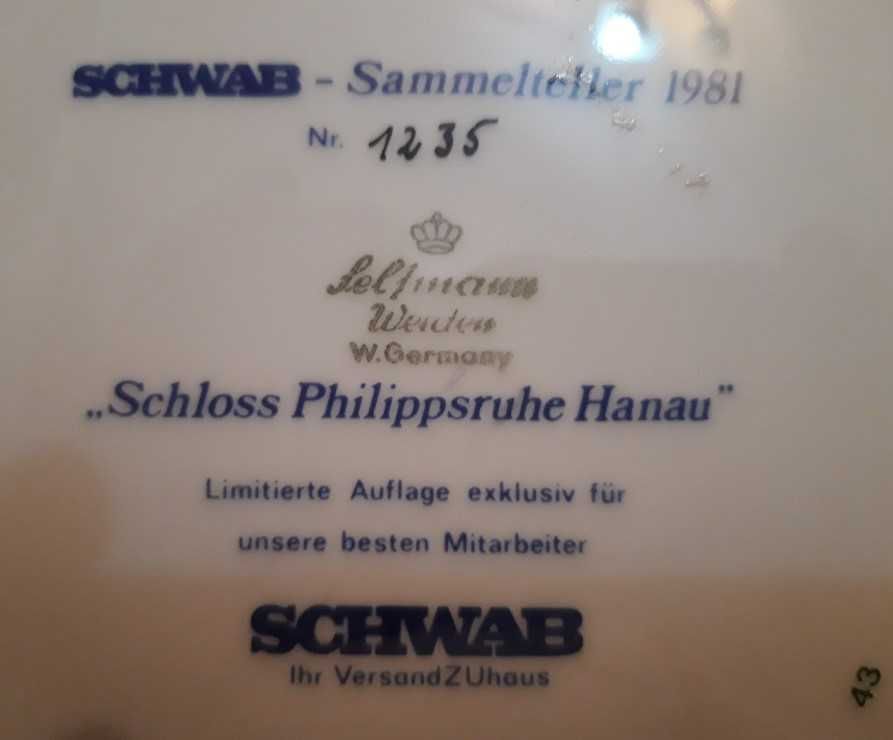 SCHWAB - Sammelteller 1981
Nr. 1235
Seltmann
Weiden
W. Germany
„Schloss Philippsruhe Hanau”
Limitierte Auflage exklusiv für
unsere besten Mitarbeiter
SCHWAB
Ihr VersandZUhaus
43